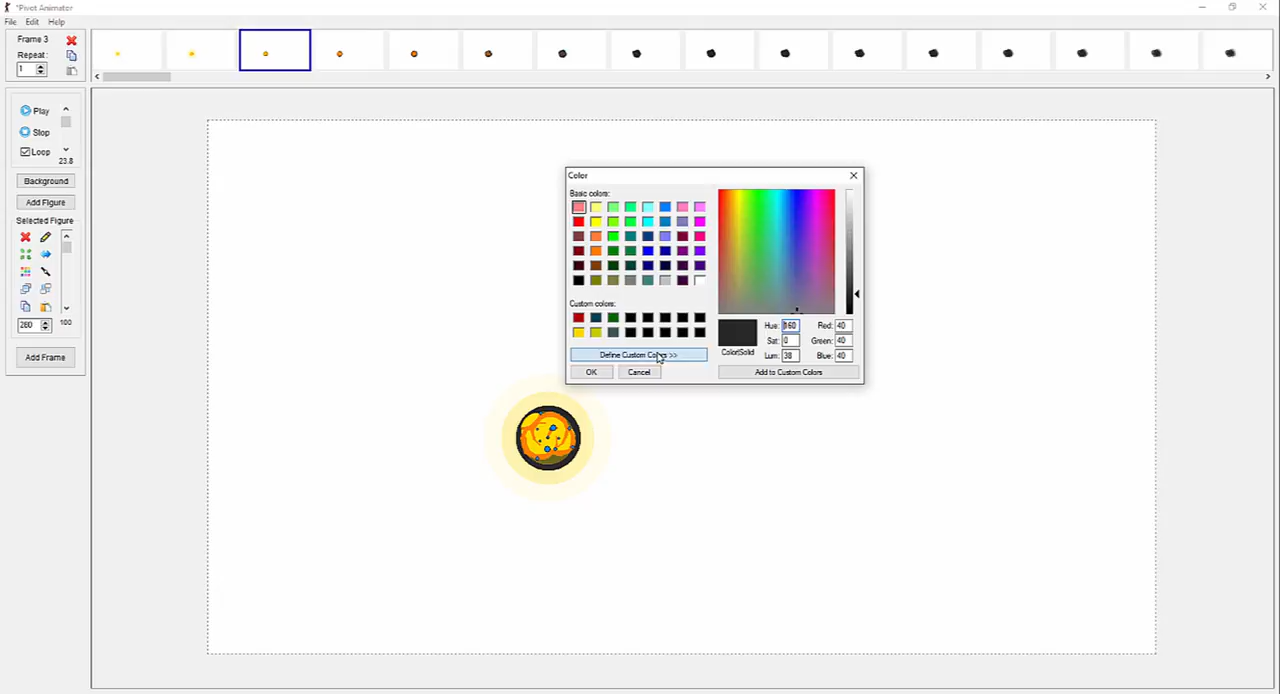 *Pivot Animator
File Edit Help
Frame 3
Repeat:
1
Play
Stop
Loop
23.8
Background
Add Figure
Selected Figure
100
280
Add Frame
Color
Basic colors:
Custom colors:
Define Custom Colors >>
OK Cancel
Color|Solid
Hue: 160 Red: 40
Sat: 0 Green: 40
Lum: 38 Blue: 40
Add to Custom Colors